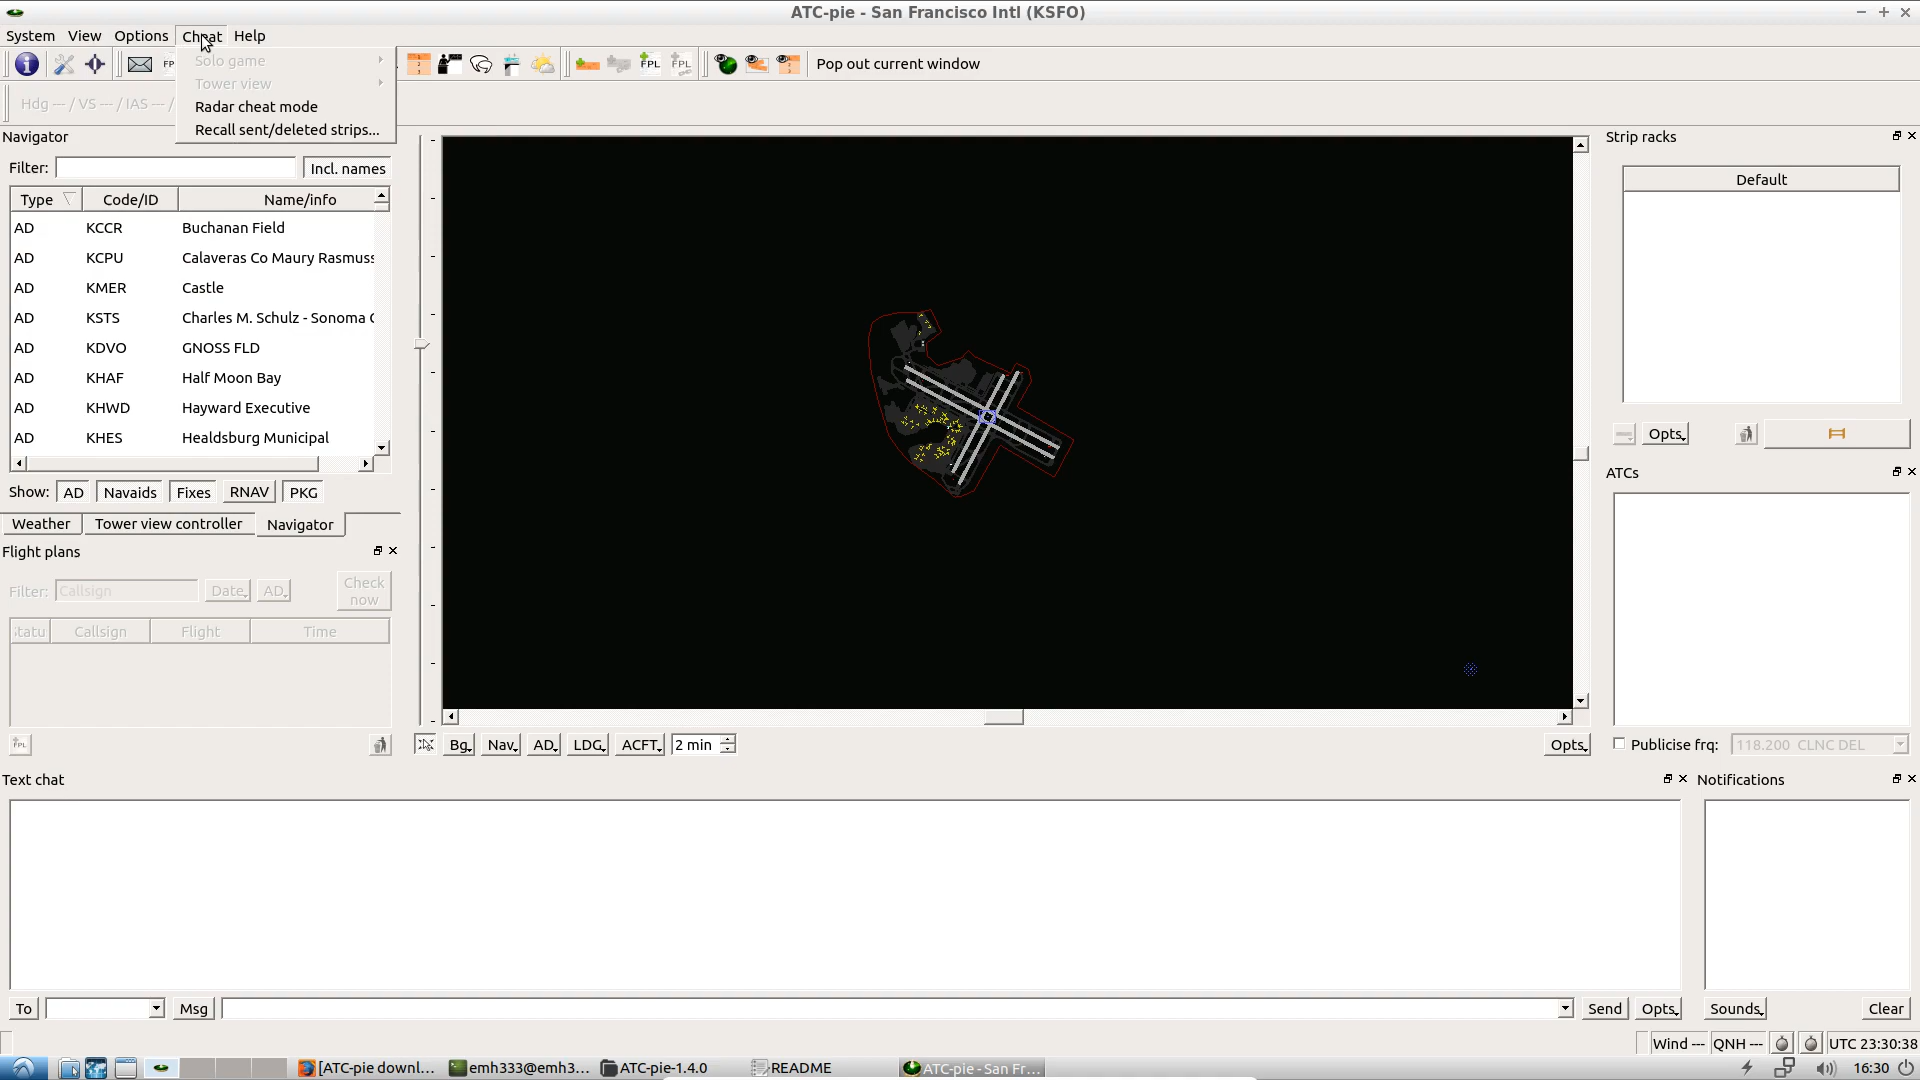 ATC-pie - San Francisco Intl (KSFO)
System View Options Cheat Help
Solo game
Tower view
Radar cheat mode
Recall sent/deleted strips...
FPL FPL Pop out current window
Hdg --- / VS --- / IAS --- /
Navigator
Filter: Incl. names
Type Code/ID Name/info
AD KCCR Buchanan Field
AD KCPU Calaveras Co Maury Rasmuss
AD KMER Castle
AD KSTS Charles M. Schulz - Sonoma C
AD KDVO GNOSS FLD
AD KHAF Half Moon Bay
AD KHWD Hayward Executive
AD KHES Healdsburg Municipal
Show: AD Navaids Fixes RNAV PKG
Weather Tower view controller Navigator
Flight plans
Filter: Callsign Date AD Check now
Statu Callsign Flight Time
FPL
Bg Nav AD LDG ACFT 2 min Opts
Strip racks
Default
Opts
ATCs
Publicise frq: 118.200 CLNC DEL
Text chat
To Msg Send Opts
Notifications
Sounds Clear
Wind --- QNH --- UTC 23:30:38
[ATC-pie downl... emh333@emh3... ATC-pie-1.4.0 README ATC-pie - San Fr... 16:30